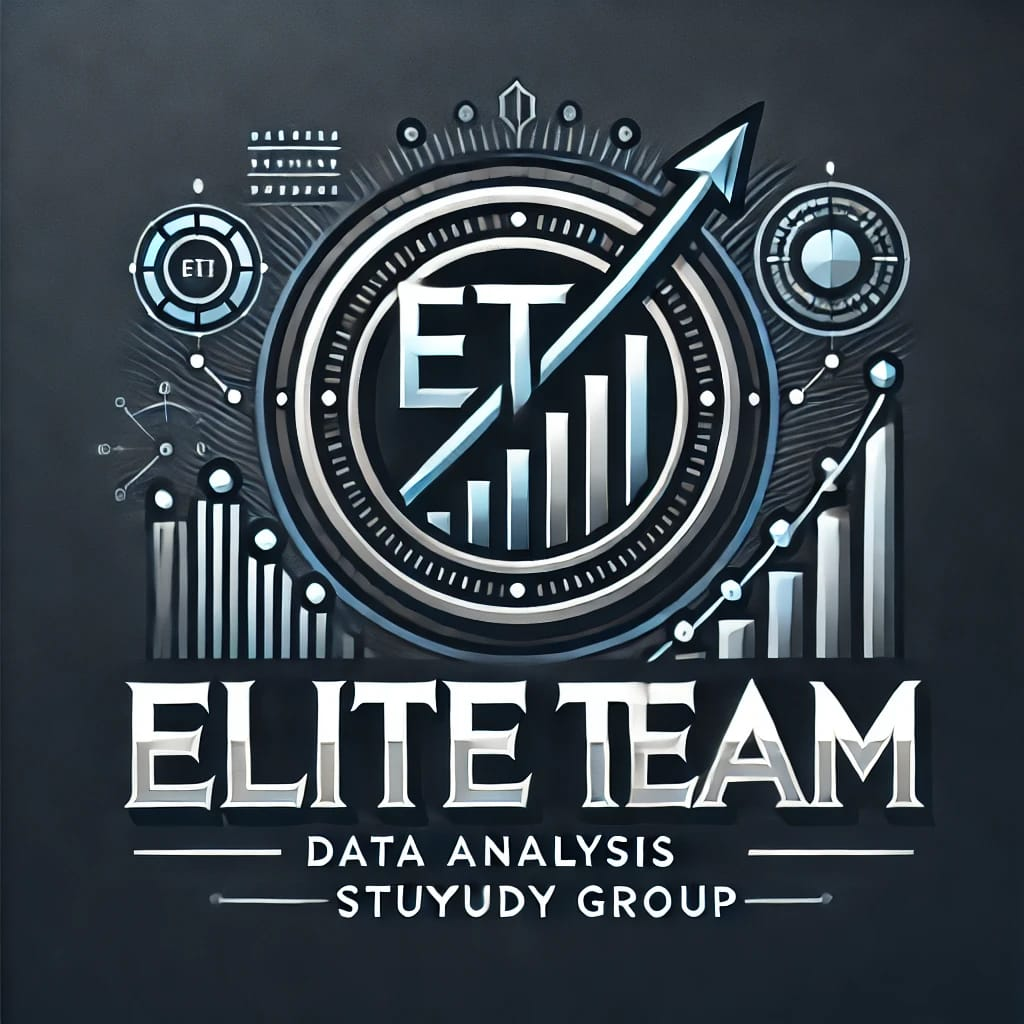 ETI
ET
ELITE TEAM
DATA ANALYSIS
STUYUDY GROUP